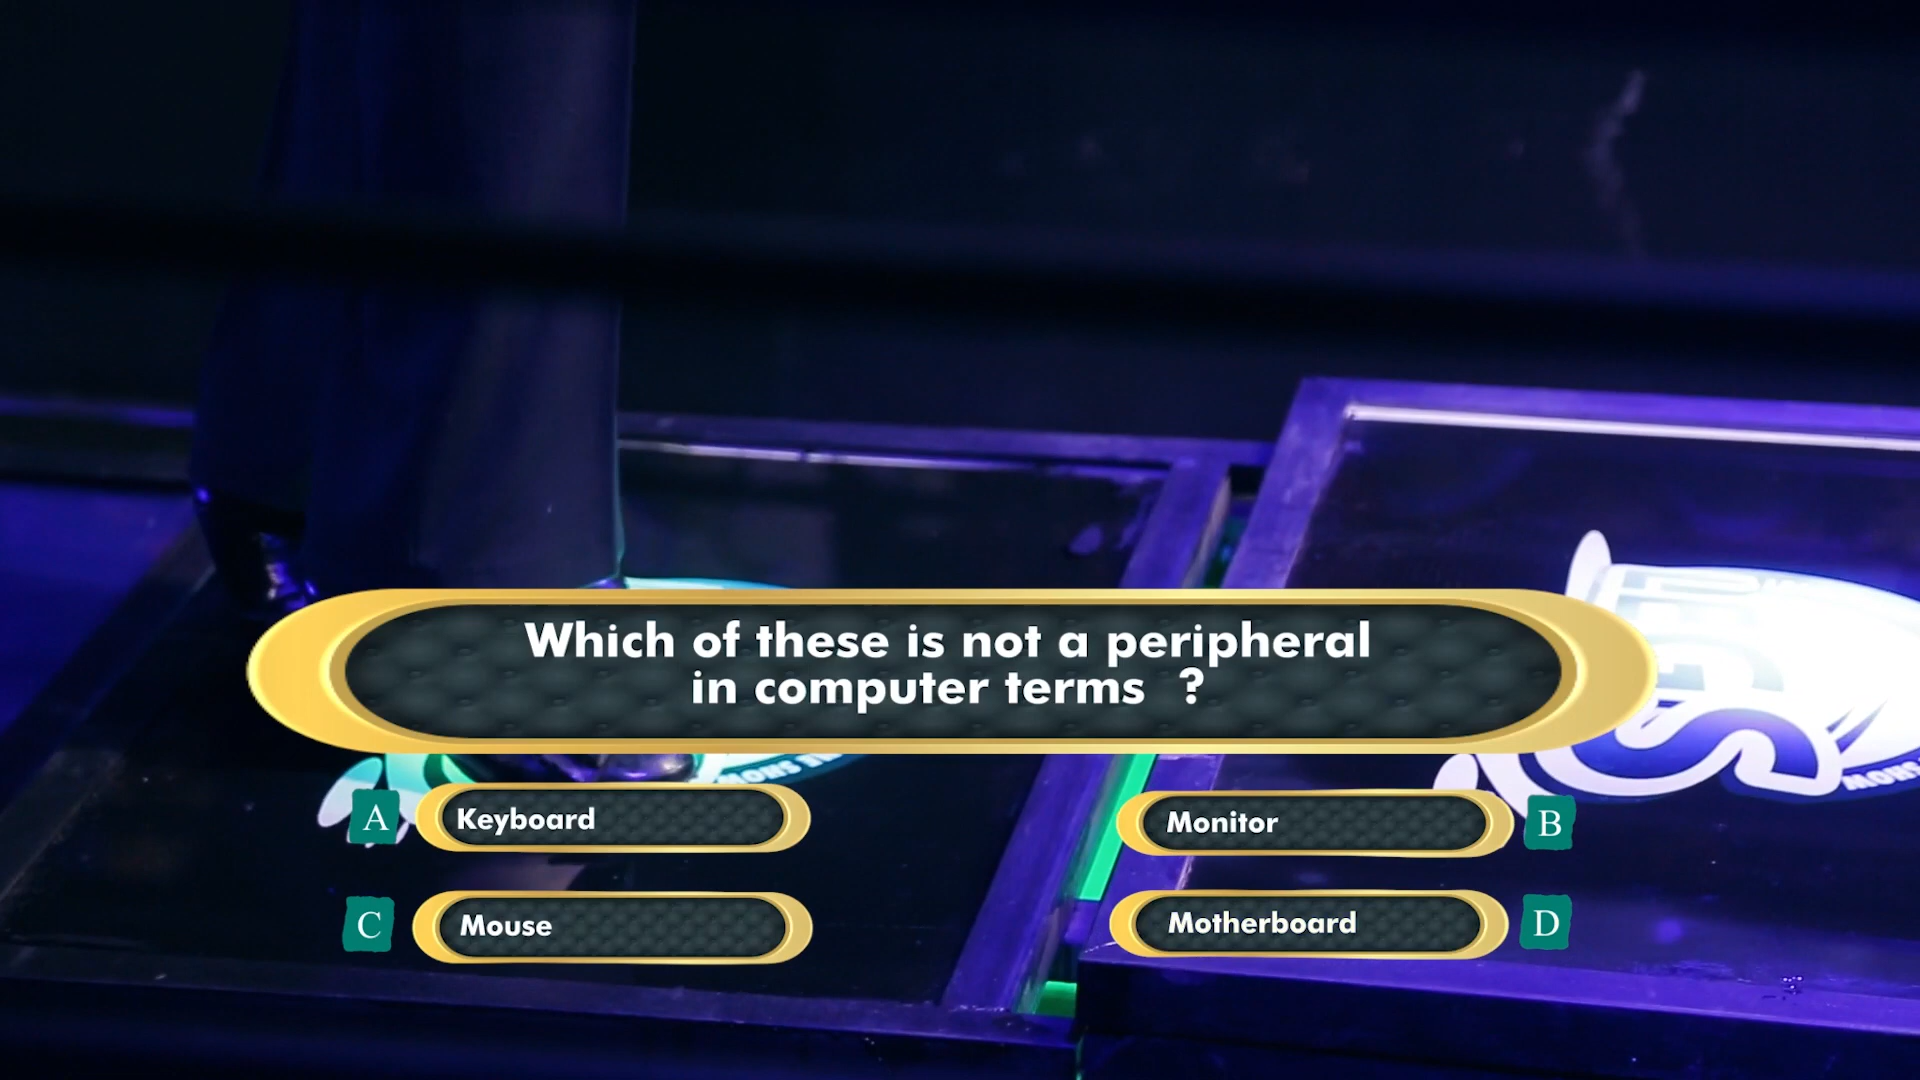 Which of these is not a peripheral
in computer terms ?
A Keyboard
Monitor B
C Mouse
Motherboard D